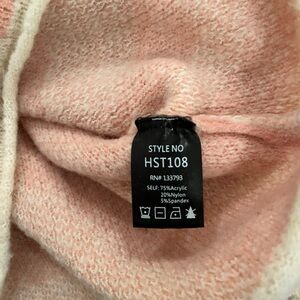 STYLE NO
HST108
RN# 133793
SELF: 75%Acrylic
20%Nylon
5%Spandex